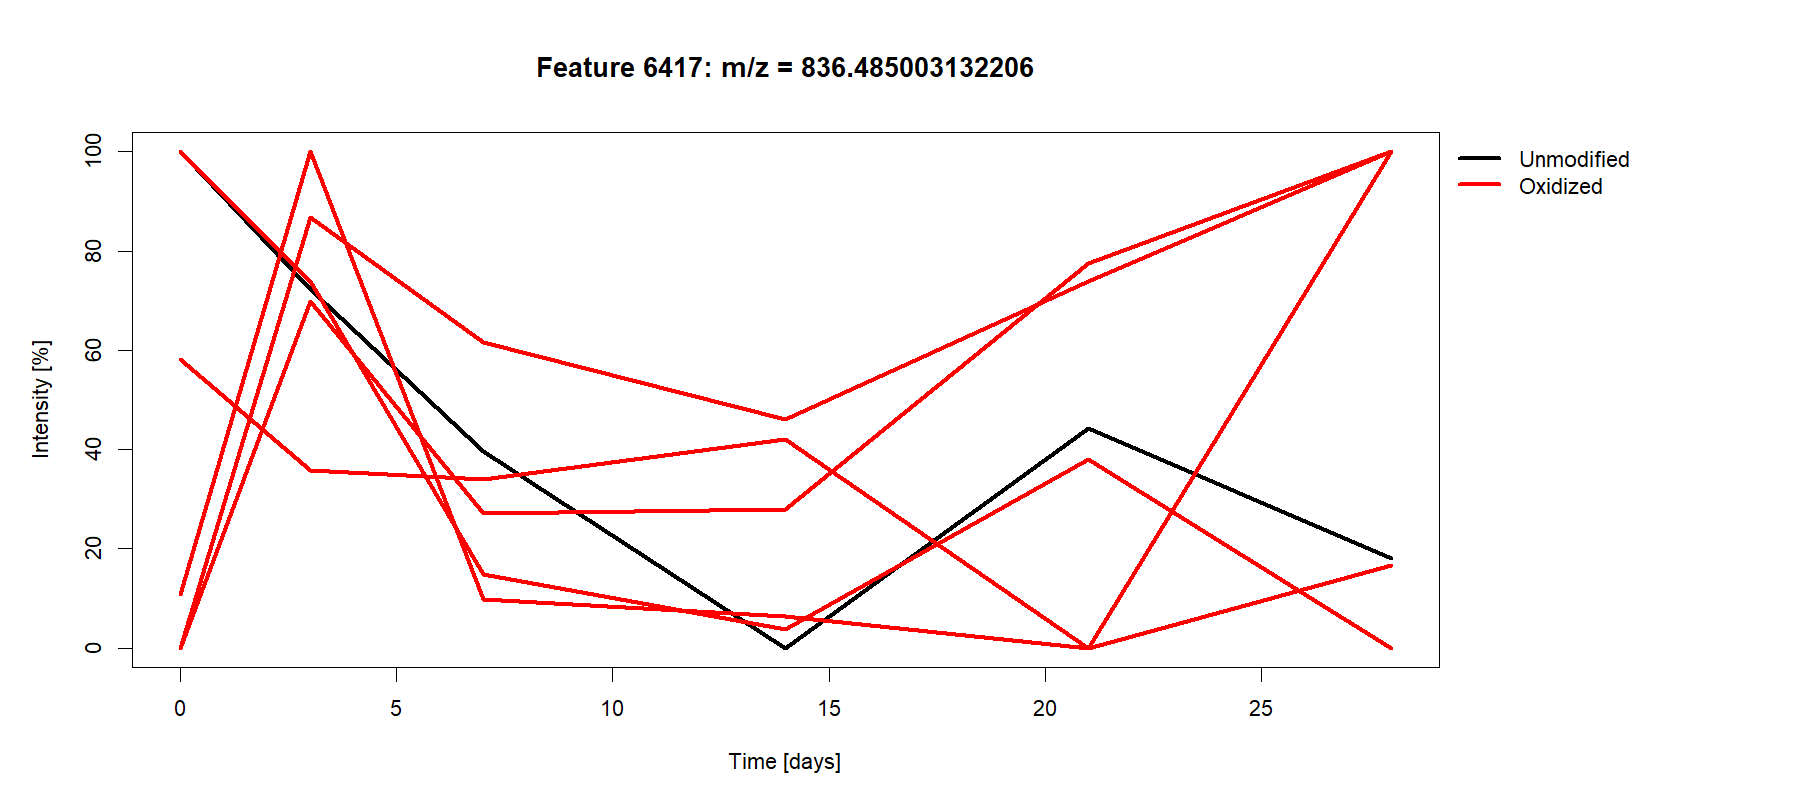 Feature 6417: m/z = 836.485003132206
Unmodified
Oxidized
Intensity [%]
100
80
60
40
20
0
0 5 10 15 20 25
Time [days]